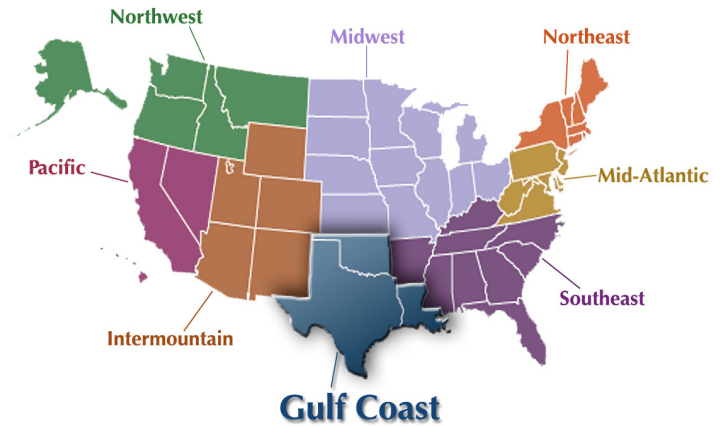 Northwest
Midwest
Northeast
Pacific
Mid-Atlantic
Southeast
Intermountain
Gulf Coast